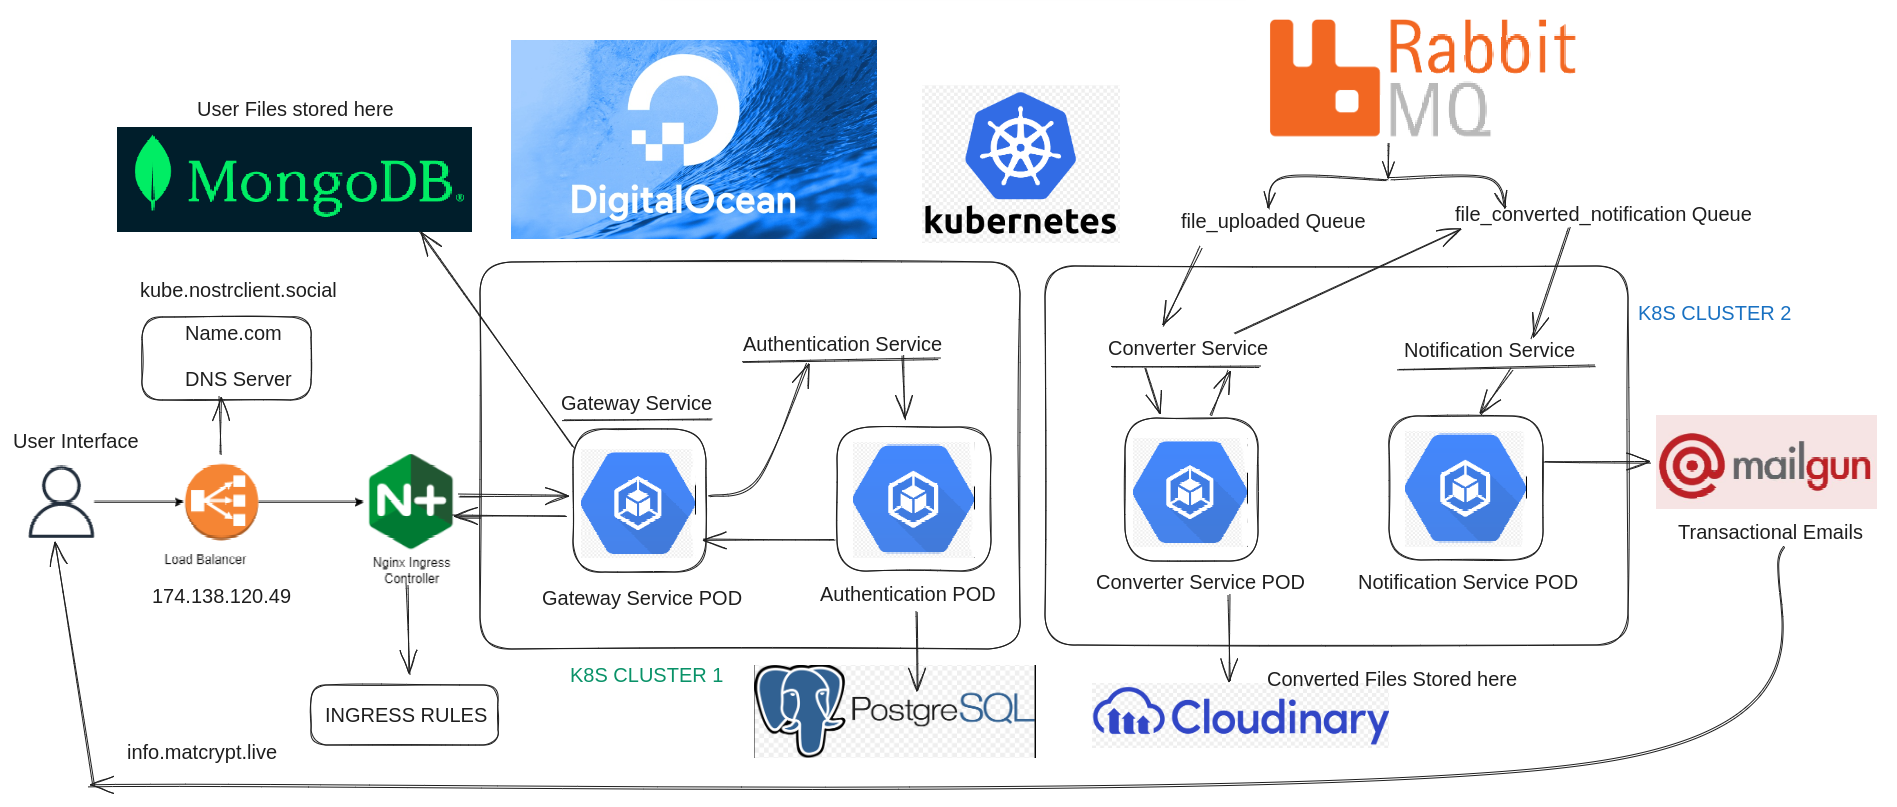 Rabbit
MQ
User Files stored here
MongoDB®
DigitalOcean
kubernetes
file_uploaded Queue
file_converted_notification Queue
kube.nostrclient.social
Name.com
DNS Server
K8S CLUSTER 2
Authentication Service
Converter Service
Notification Service
Gateway Service
User Interface
N+
mailgun
Load Balancer
Nginx Ingress
Controller
Transactional Emails
174.138.120.49
Gateway Service POD
Authentication POD
Converter Service POD
Notification Service POD
K8S CLUSTER 1
Converted Files Stored here
INGRESS RULES
PostgreSQL
Cloudinary
info.matcrypt.live